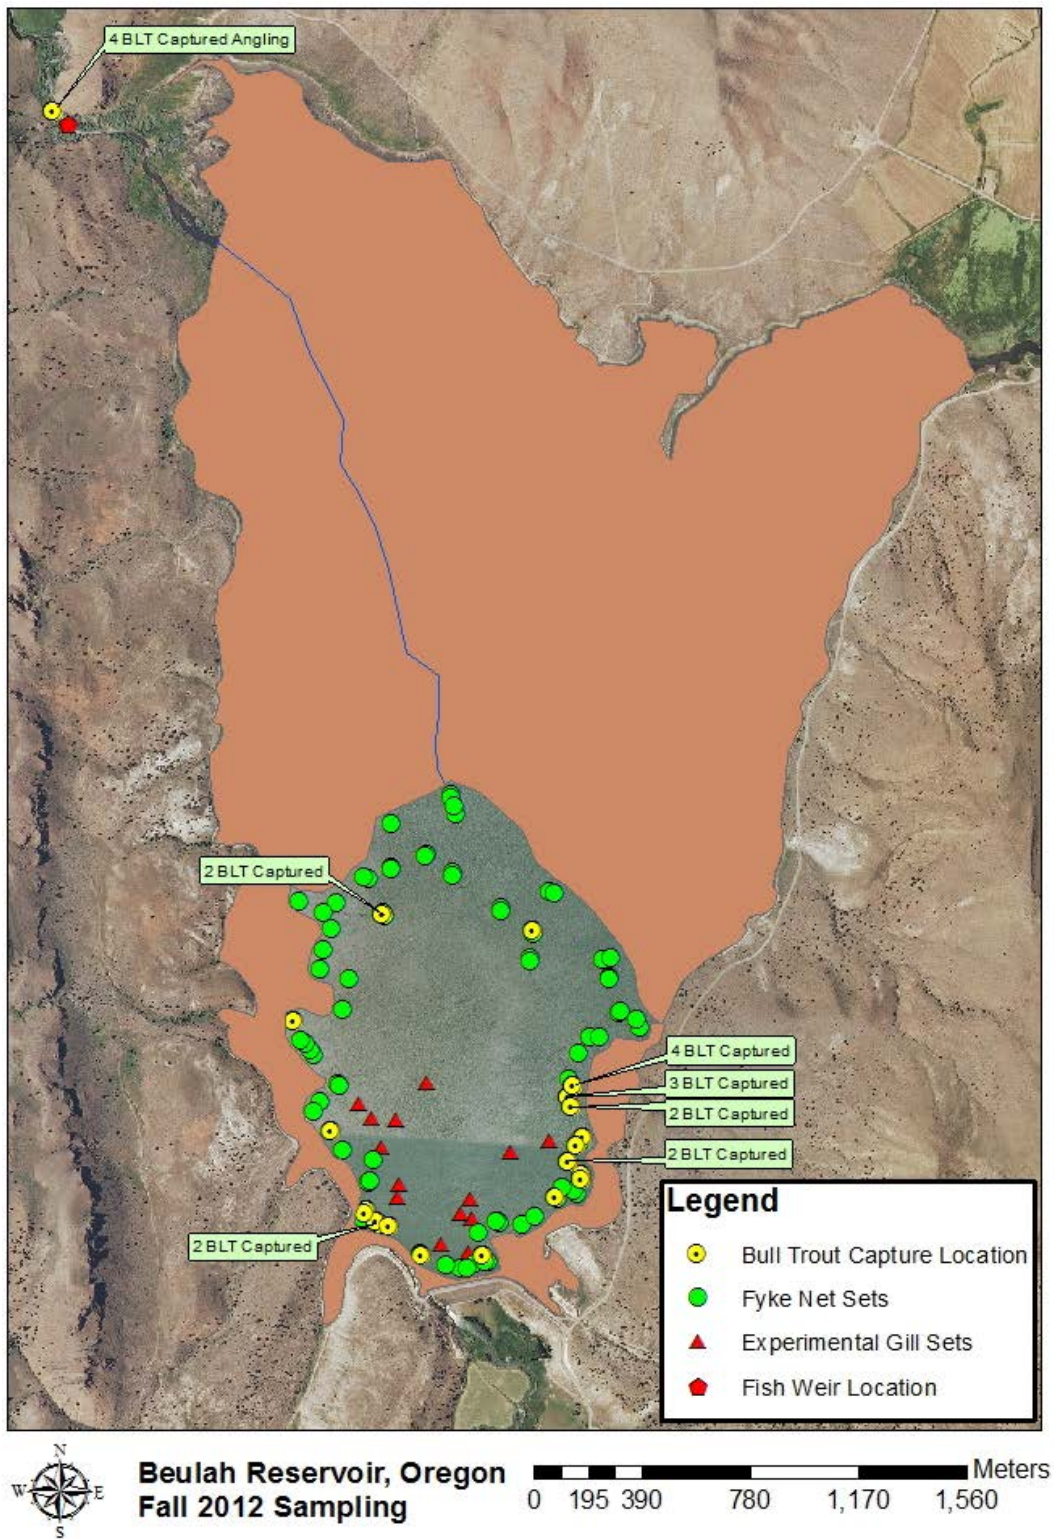 4 BLT Captured Angling
2 BLT Captured
4 BLT Captured
3 BLT Captured
2 BLT Captured
2 BLT Captured
2 BLT Captured
Legend
Bull Trout Capture Location
Fyke Net Sets
Experimental Gill Sets
Fish Weir Location
N
W E
S
Beulah Reservoir, Oregon
Fall 2012 Sampling
Meters
0 195 390 780 1,170 1,560